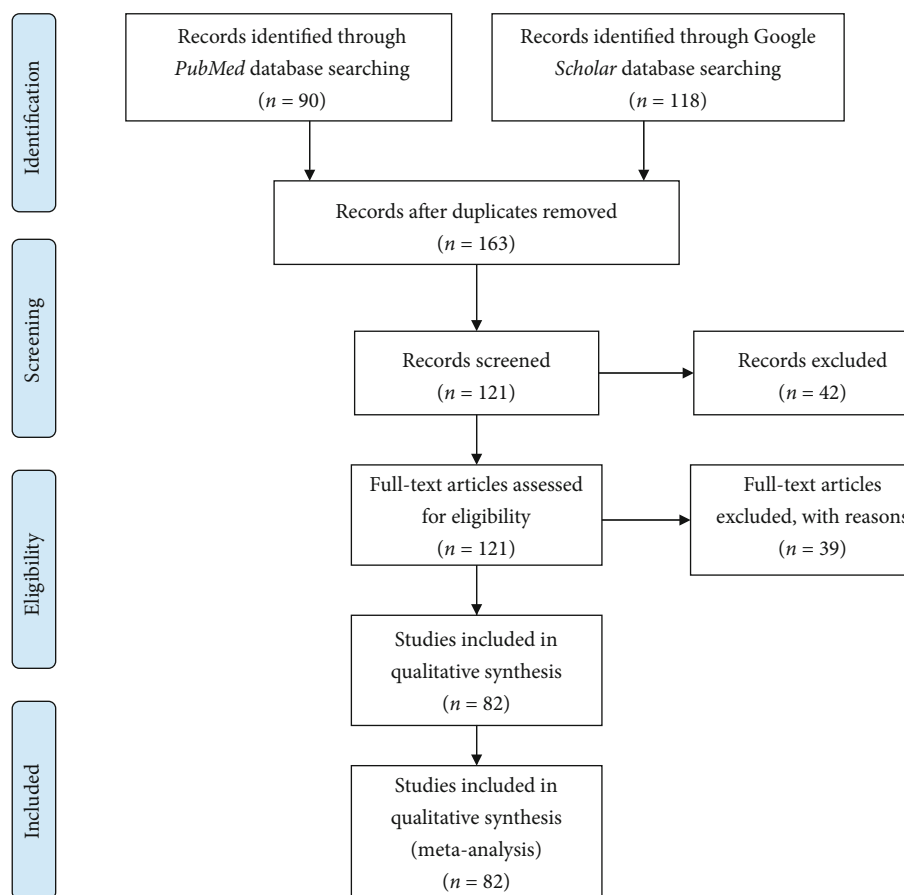 Identification
Records identified through
PubMed database searching
(n = 90)
Records identified through Google
Scholar database searching
(n = 118)
Records after duplicates removed
(n = 163)
Screening
Records screened
(n = 121)
Records excluded
(n = 42)
Eligibility
Full-text articles assessed
for eligibility
(n = 121)
Full-text articles
excluded, with reasons
(n = 39)
Studies included in
qualitative synthesis
(n = 82)
Included
Studies included in
qualitative synthesis
(meta-analysis)
(n = 82)